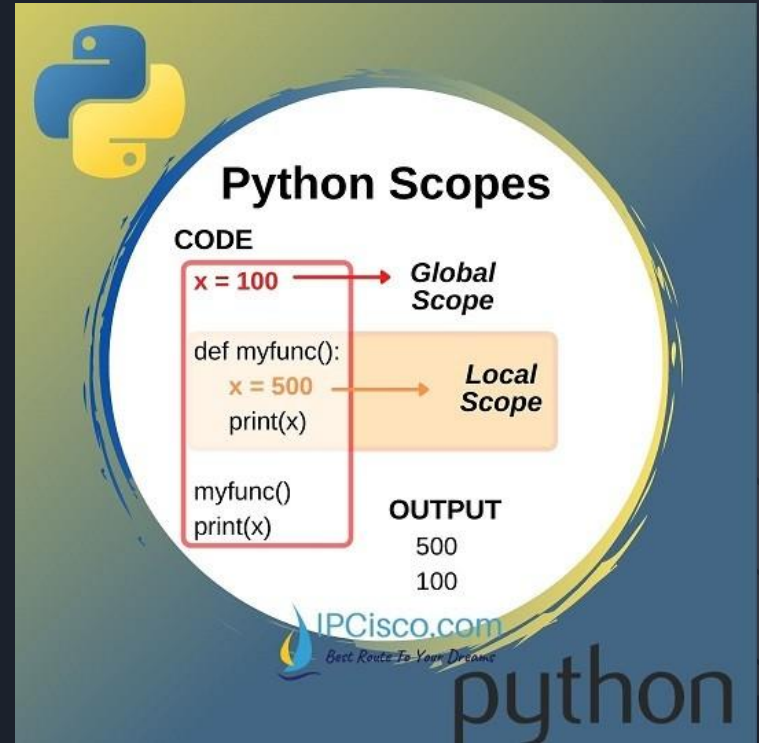 Python Scopes
CODE
x = 100
Global
Scope
def myfunc():
x = 500
Local
Scope
print(x)
myfunc()
print(x)
OUTPUT
500
100
IPCisco.com
Best Route To Your Dreams
python